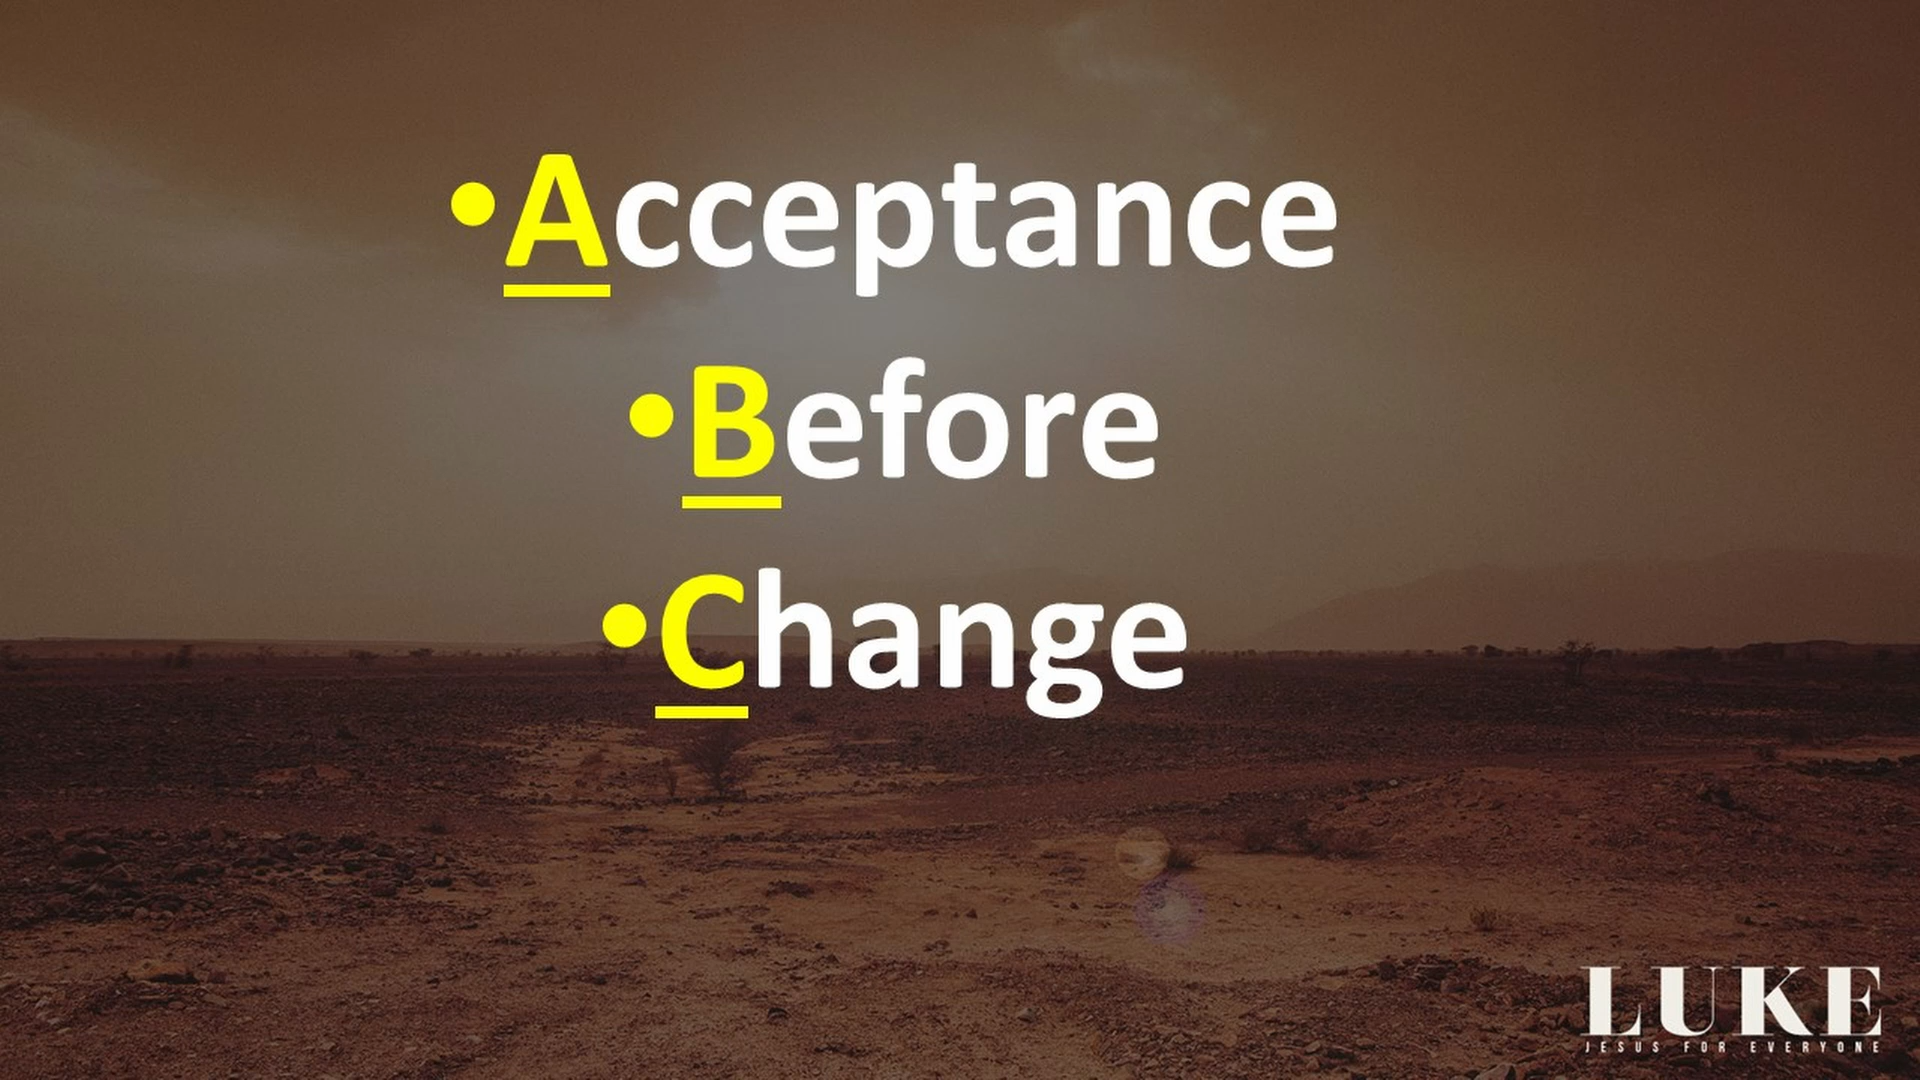 •Acceptance
•Before
•Change
LUKE
JESUS FOR EVERYONE